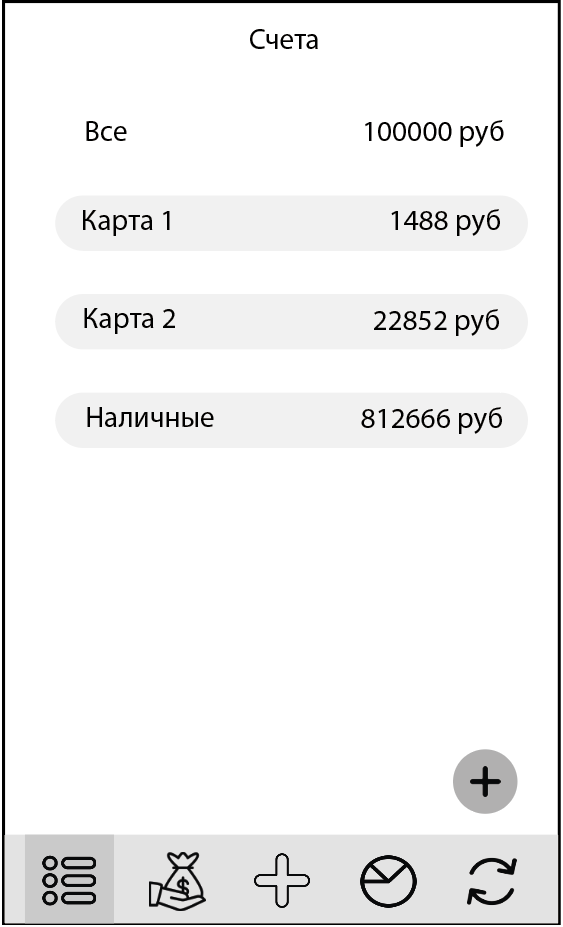 Счета
Все 100000 руб
Карта 1 1488 руб
Карта 2 22852 руб
Наличные 812666 руб
$